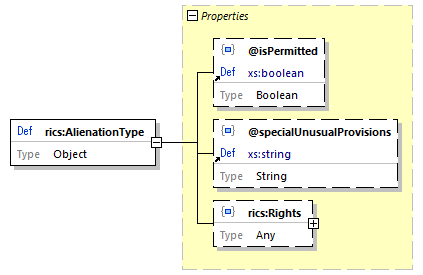 Properties
@isPermitted
Def xs:boolean
Type Boolean
Def rics:AlienationType
Type Object
@specialUnusualProvisions
Def xs:string
Type String
rics:Rights
Type Any